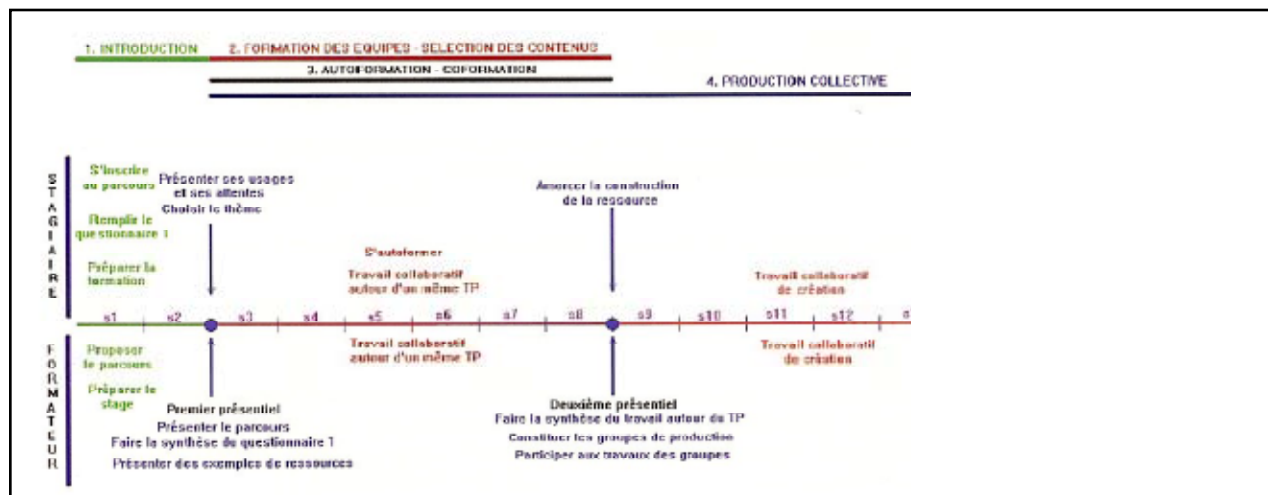 1. INTRODUCTION
2. FORMATION DES EQUIPES - SELECTION DES CONTENUS
3. AUTOFORMATION - COFORMATION
4. PRODUCTION COLLECTIVE
STAGIAIRE
S'inscrire
au parcours
Remplir le
questionnaire 1
Préparer la
formation
Présenter ses usages
et ses attentes
Choisir le thème
S'autoformer
Travail collaboratif
autour d'un même TP
Amorcer la construction
de la ressource
Travail collaboratif
de création
s1 s2 s3 s4 s5 s6 s7 s8 s9 s10 s11 s12
FORMATEUR
Proposer
le parcours
Préparer le
stage
Premier présentiel
Présenter le parcours
Faire la synthèse du questionnaire 1
Présenter des exemples de ressources
Travail collaboratif
autour d'un même TP
Deuxième présentiel
Faire la synthèse du travail autour du TP
Constituer les groupes de production
Participer aux travaux des groupes
Travail collaboratif
de création